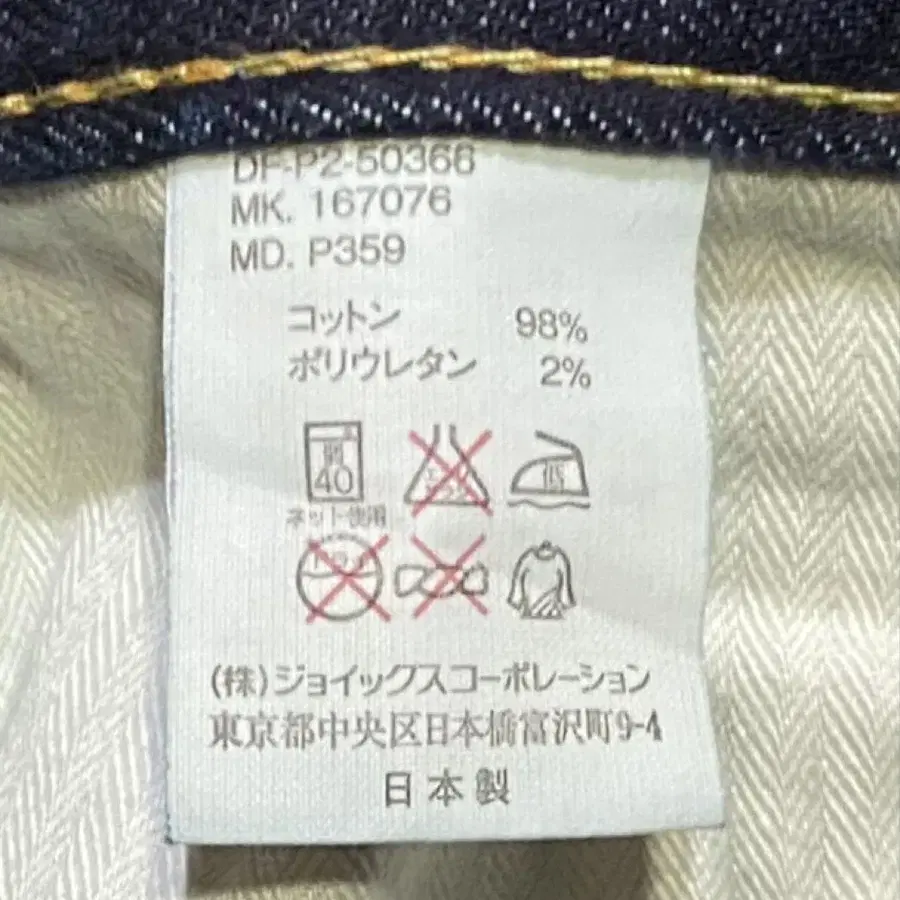 DF-P2-50366
MK. 167076
MD. P359
コットン 98%
ポリウレタン 2%
弱
40
低
ネット使用
(株)ジョイックスコーポレーション
東京都中央区日本橋富沢町9-4
日本製